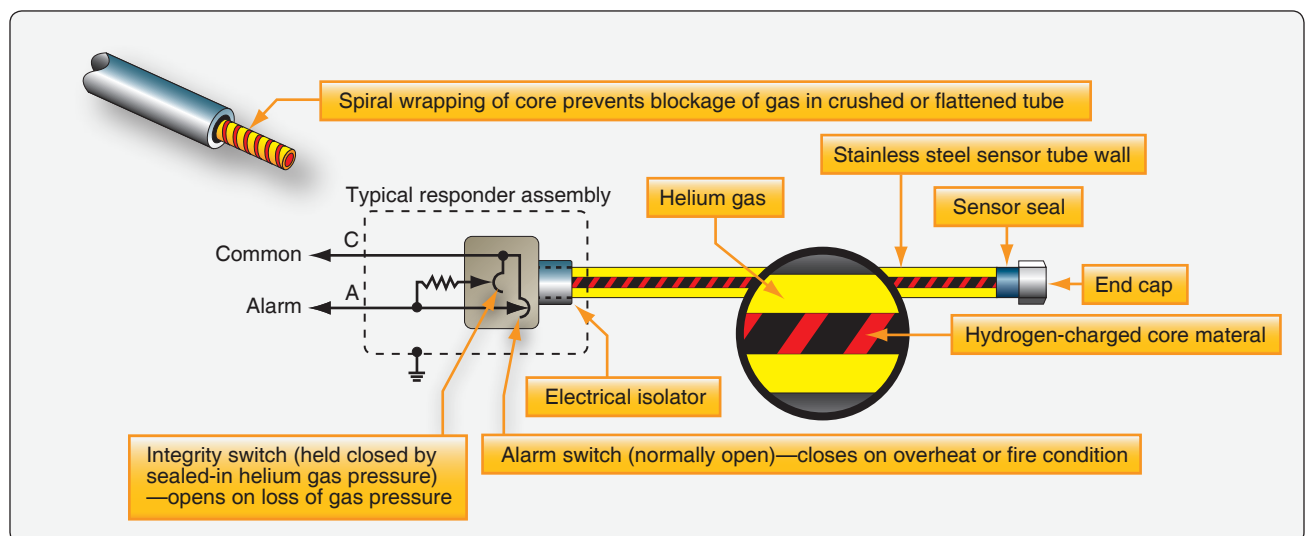 Spiral wrapping of core prevents blockage of gas in crushed or flattened tube
Stainless steel sensor tube wall
Typical responder assembly
Helium gas
Sensor seal
Common
C
Alarm
A
End cap
Hydrogen-charged core materal
Electrical isolator
Integrity switch (held closed by
sealed-in helium gas pressure)
—opens on loss of gas pressure
Alarm switch (normally open)—closes on overheat or fire condition